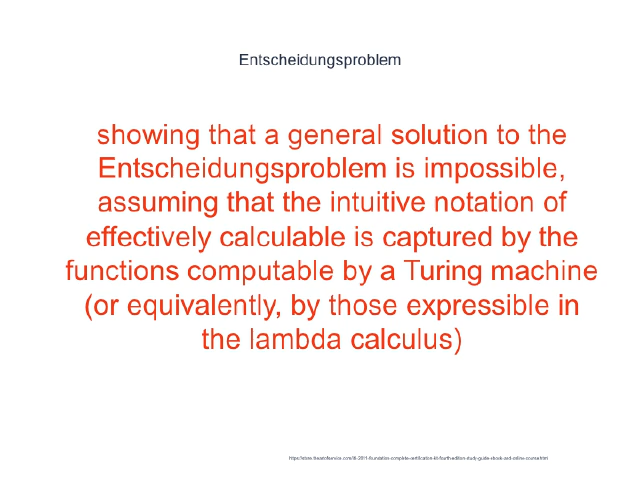 Entscheidungsproblem
showing that a general solution to the
Entscheidungsproblem is impossible,
assuming that the intuitive notation of
effectively calculable is captured by the
functions computable by a Turing machine
(or equivalently, by those expressible in
the lambda calculus)